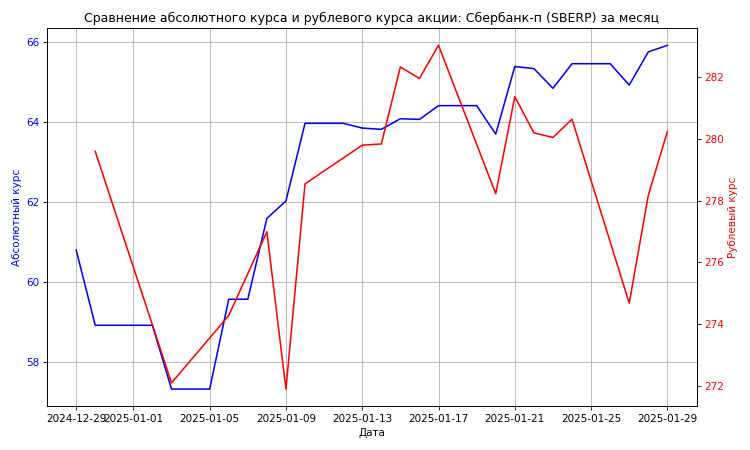 Сравнение абсолютного курса и рублевого курса акции: Сбербанк-п (SBERP) за месяц
66
64
62
60
58
Абсолютный курс
282
280
278
276
274
272
Рублевый курс
2024-12-29 2025-01-01 2025-01-05 2025-01-09 2025-01-13 2025-01-17 2025-01-21 2025-01-25 2025-01-29
Дата